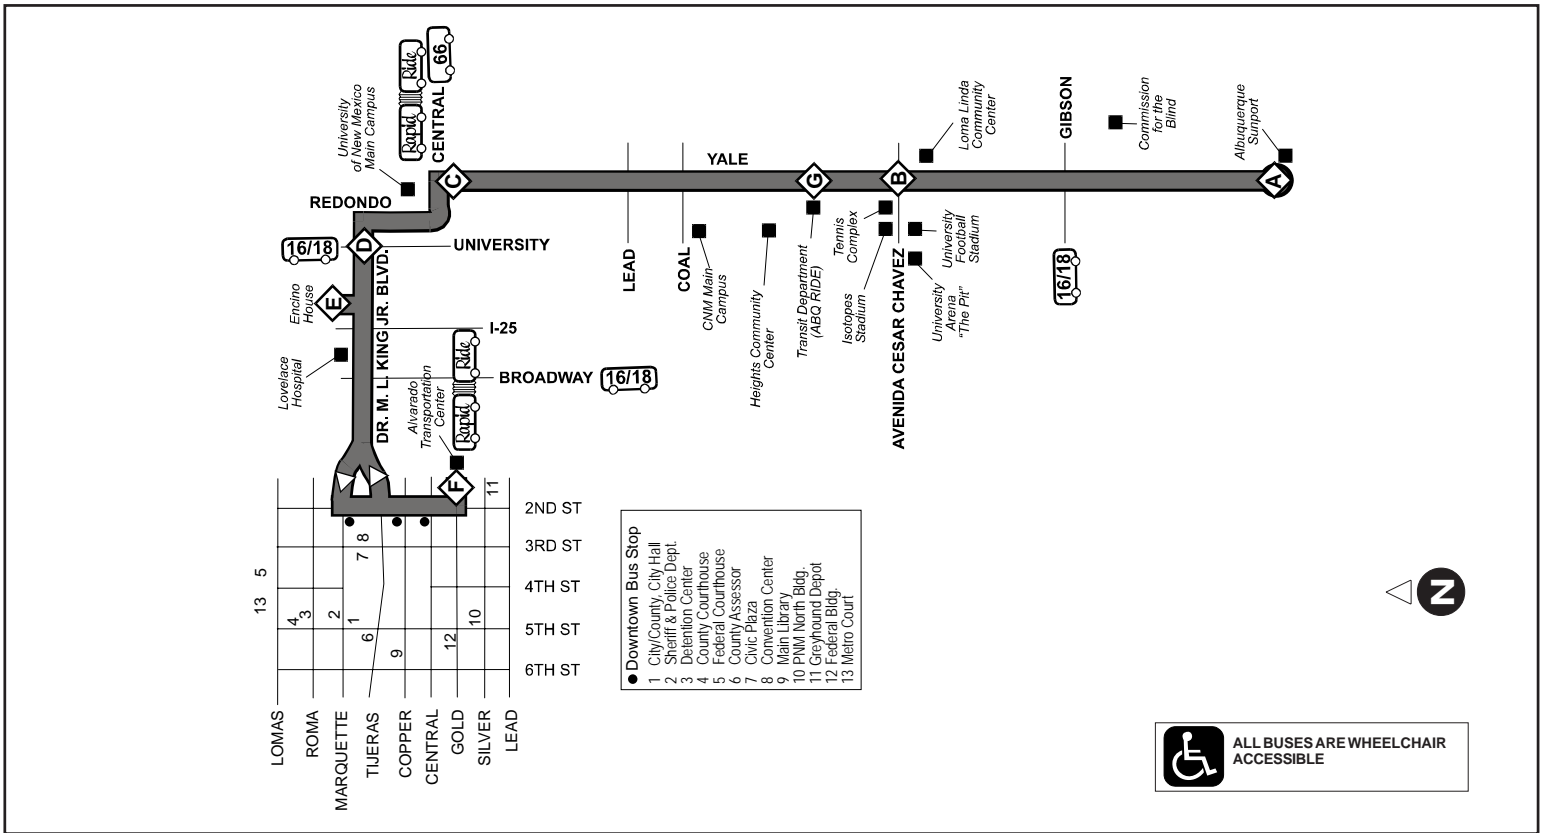 University
of New Mexico
Main Campus
Rapid Ride
66
CENTRAL
REDONDO
C
YALE
LEAD
COAL
G
B
Loma Linda
Community
Center
GIBSON
Commission
for the
Blind
Albuquerque
Sunport
A
16/18
D
UNIVERSITY
Encino
House
E
DR. M. L. KING JR. BLVD.
I-25
Lovelace
Hospital
BROADWAY
16/18
Alvarado
Transportation
Center
Rapid Ride
F
CNM Main
Campus
Heights Community
Center
Transit Department
(ABQ RIDE)
Tennis
Complex
Isotopes
Stadium
AVENIDA CESAR CHAVEZ
University
Football
Stadium
University
Arena
“The Pit”
16/18
11
2ND ST
8
3RD ST
7
5
4TH ST
13
4
3
2
1
10
5TH ST
6
12
9
6TH ST
LOMAS
ROMA
MARQUETTE
TIJERAS
COPPER
CENTRAL
GOLD
SILVER
LEAD
● Downtown Bus Stop
1 City/County, City Hall
2 Sheriff & Police Dept.
3 Detention Center
4 County Courthouse
5 Federal Courthouse
6 County Assessor
7 Civic Plaza
8 Convention Center
9 Main Library
10 PNM North Bldg.
11 Greyhound Depot
12 Federal Bldg.
13 Metro Court
N
ALL BUSES ARE WHEELCHAIR
ACCESSIBLE